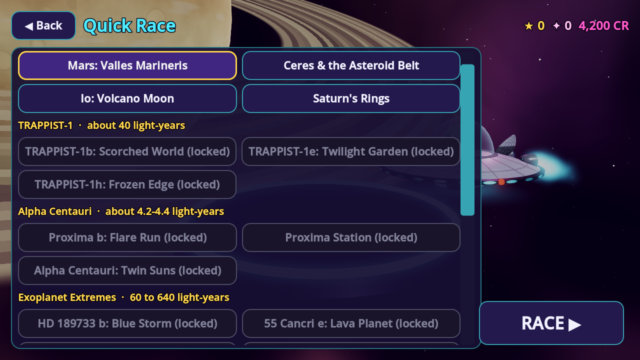 ◀ Back Quick Race ★ 0 ✦ 0 4,200 CR
Mars: Valles Marineris Ceres & the Asteroid Belt
Io: Volcano Moon Saturn's Rings
TRAPPIST-1 · about 40 light-years
TRAPPIST-1b: Scorched World (locked) TRAPPIST-1e: Twilight Garden (locked)
TRAPPIST-1h: Frozen Edge (locked)
Alpha Centauri · about 4.2-4.4 light-years
Proxima b: Flare Run (locked) Proxima Station (locked)
Alpha Centauri: Twin Suns (locked)
Exoplanet Extremes · 60 to 640 light-years
HD 189733 b: Blue Storm (locked) 55 Cancri e: Lava Planet (locked)
RACE ▶